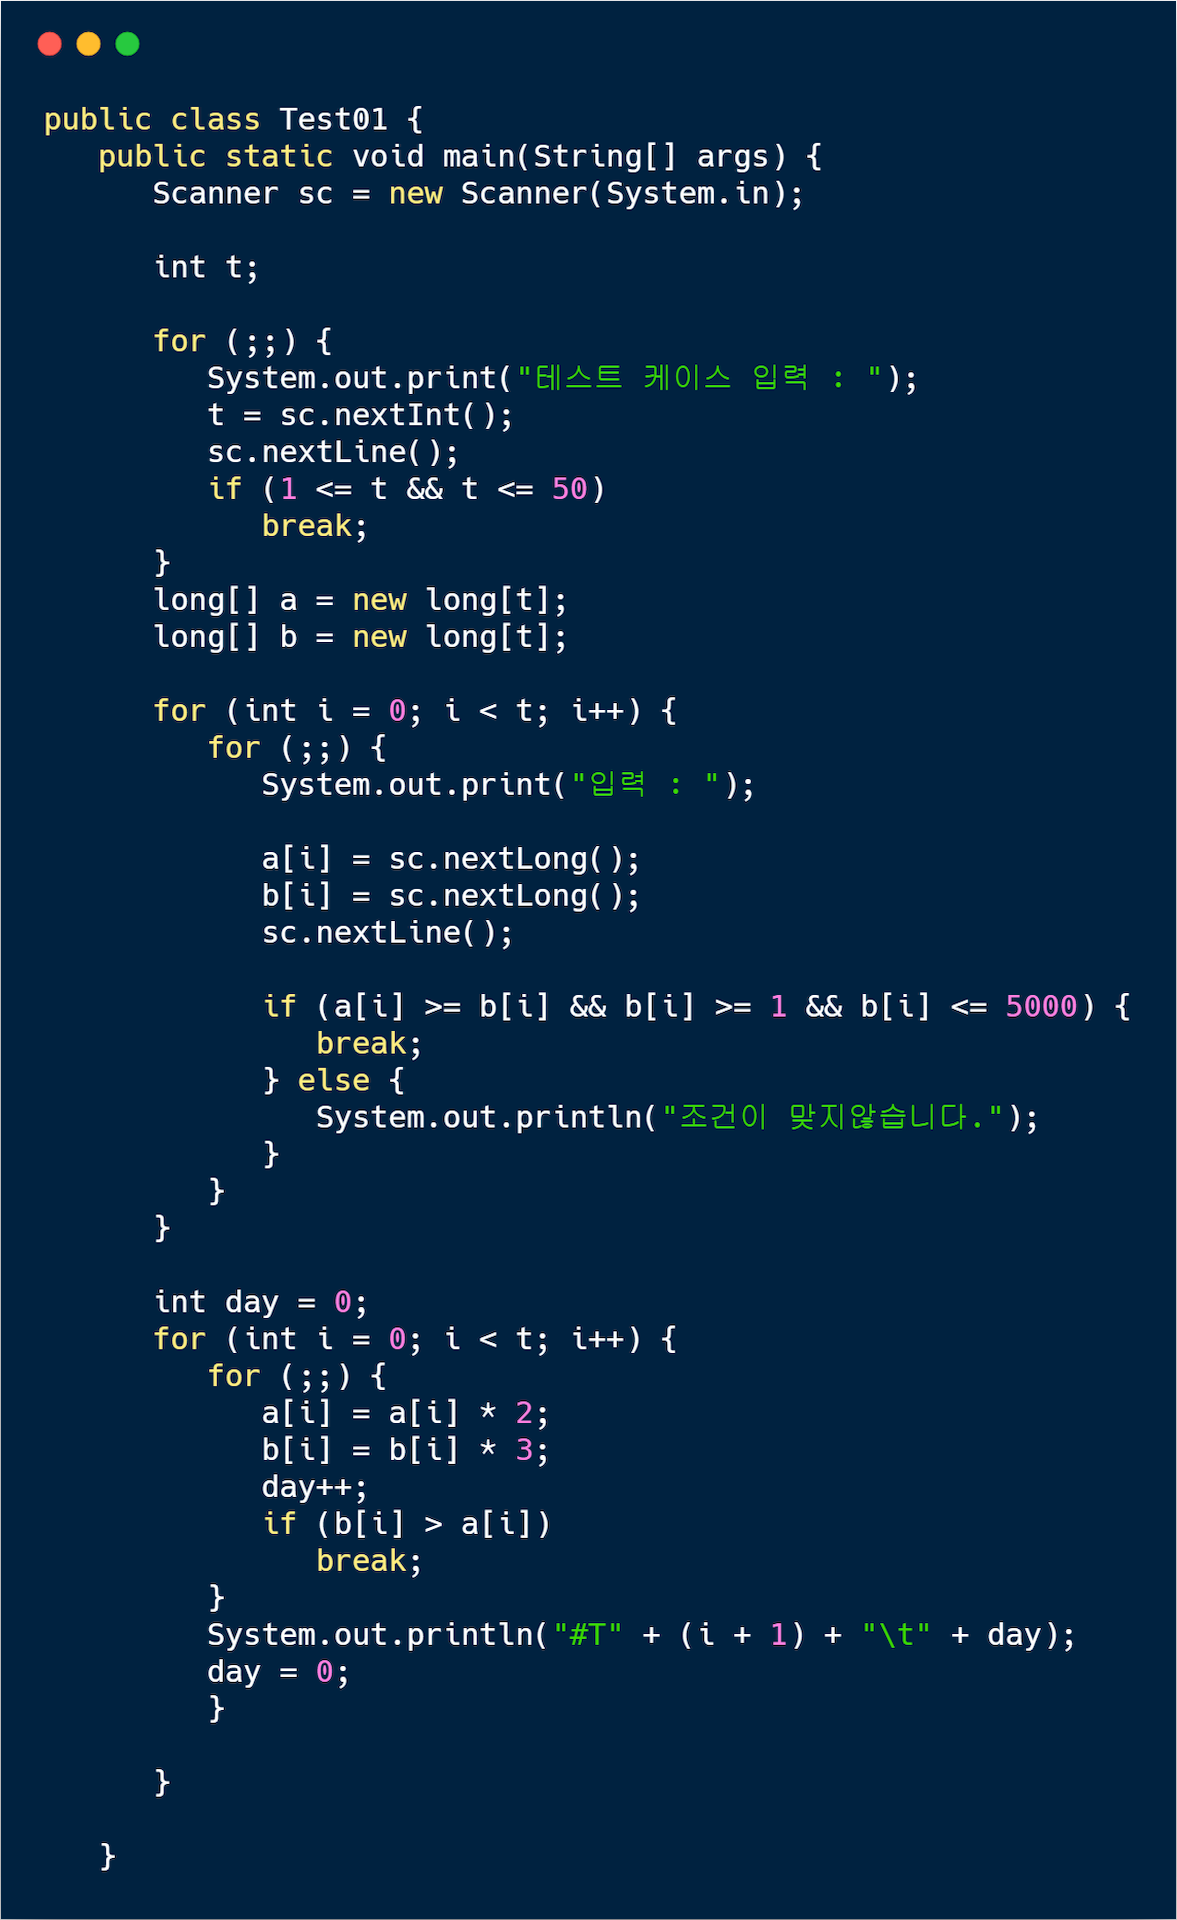 public class Test01 {
   public static void main(String[] args) {
      Scanner sc = new Scanner(System.in);

      int t;

      for (;;) {
         System.out.print("테스트 케이스 입력 : ");
         t = sc.nextInt();
         sc.nextLine();
         if (1 <= t && t <= 50)
            break;
      }
      long[] a = new long[t];
      long[] b = new long[t];

      for (int i = 0; i < t; i++) {
         for (;;) {
            System.out.print("입력 : ");

            a[i] = sc.nextLong();
            b[i] = sc.nextLong();
            sc.nextLine();

            if (a[i] >= b[i] && b[i] >= 1 && b[i] <= 5000) {
               break;
            } else {
               System.out.println("조건이 맞지않습니다.");
            }
         }
      }

      int day = 0;
      for (int i = 0; i < t; i++) {
         for (;;) {
            a[i] = a[i] * 2;
            b[i] = b[i] * 3;
            day++;
            if (b[i] > a[i])
               break;
         }
         System.out.println("#T" + (i + 1) + "\t" + day);
         day = 0;
         }

      }

   }